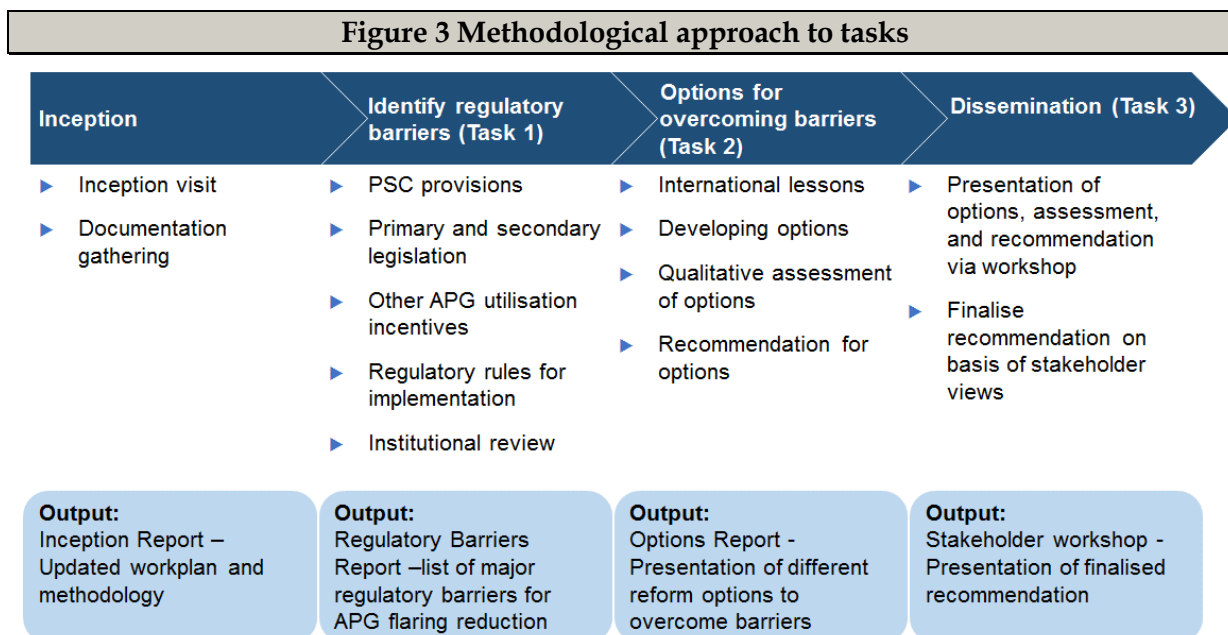 Figure 3 Methodological approach to tasks
Inception
Identify regulatory
barriers (Task 1)
Options for
overcoming barriers
(Task 2)
Dissemination (Task 3)
Inception visit
Documentation
gathering
PSC provisions
Primary and secondary
legislation
Other APG utilisation
incentives
Regulatory rules for
implementation
Institutional review
International lessons
Developing options
Qualitative assessment
of options
Recommendation for
options
Presentation of
options, assessment,
and recommendation
via workshop
Finalise
recommendation on
basis of stakeholder
views
Output:
Inception Report –
Updated workplan and
methodology
Output:
Regulatory Barriers
Report –list of major
regulatory barriers for
APG flaring reduction
Output:
Options Report -
Presentation of different
reform options to
overcome barriers
Output:
Stakeholder workshop -
Presentation of finalised
recommendation